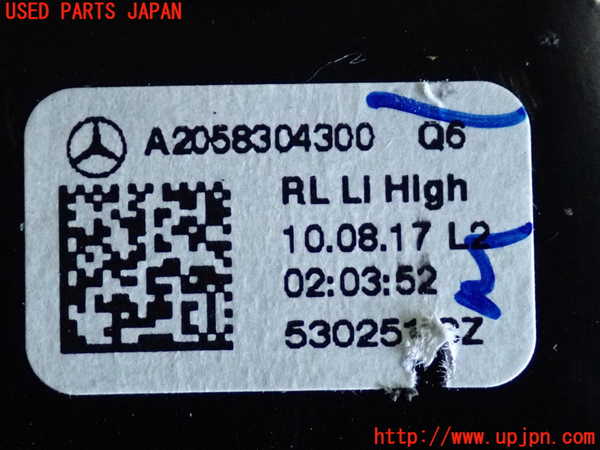 USED PARTS JAPAN
A2058304300 Q6
RL LI High
10.08.17 L2
02:03:52
http://www.upjpn.com